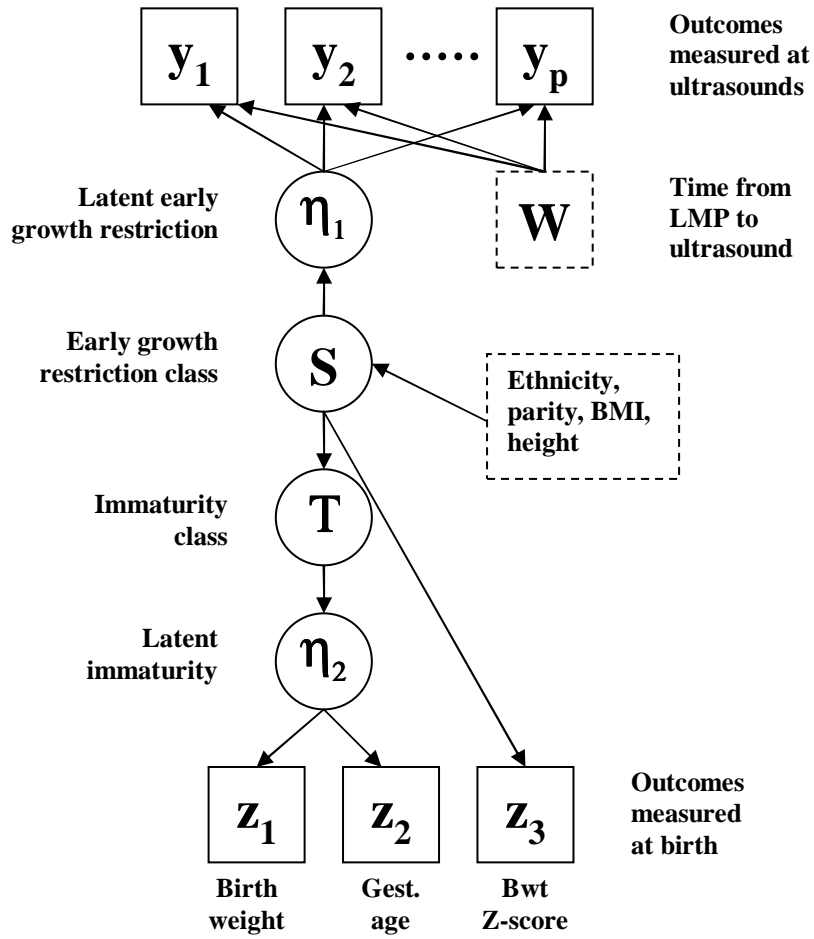 y1 y2 ..... yp
Outcomes
measured at
ultrasounds
Latent early
growth restriction
η1
W
Time from
LMP to
ultrasound
Early growth
restriction class
S
Ethnicity,
parity, BMI,
height
Immaturity
class
T
Latent
immaturity
η2
z1 z2 z3
Outcomes
measured
at birth
Birth
weight
Gest.
age
Bwt
Z-score